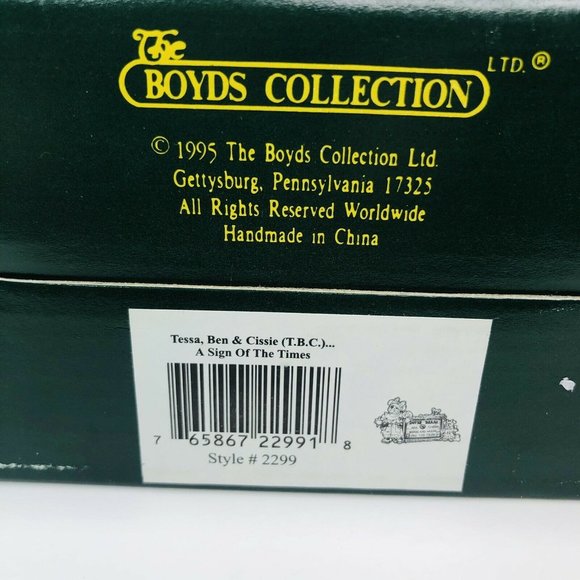 The
BOYDS COLLECTION LTD.®
© 1995 The Boyds Collection Ltd.
Gettysburg, Pennsylvania 17325
All Rights Reserved Worldwide
Handmade in China
Tessa, Ben & Cissie (T.B.C.)...
A Sign Of The Times
7 65867 22991 8
Style # 2299